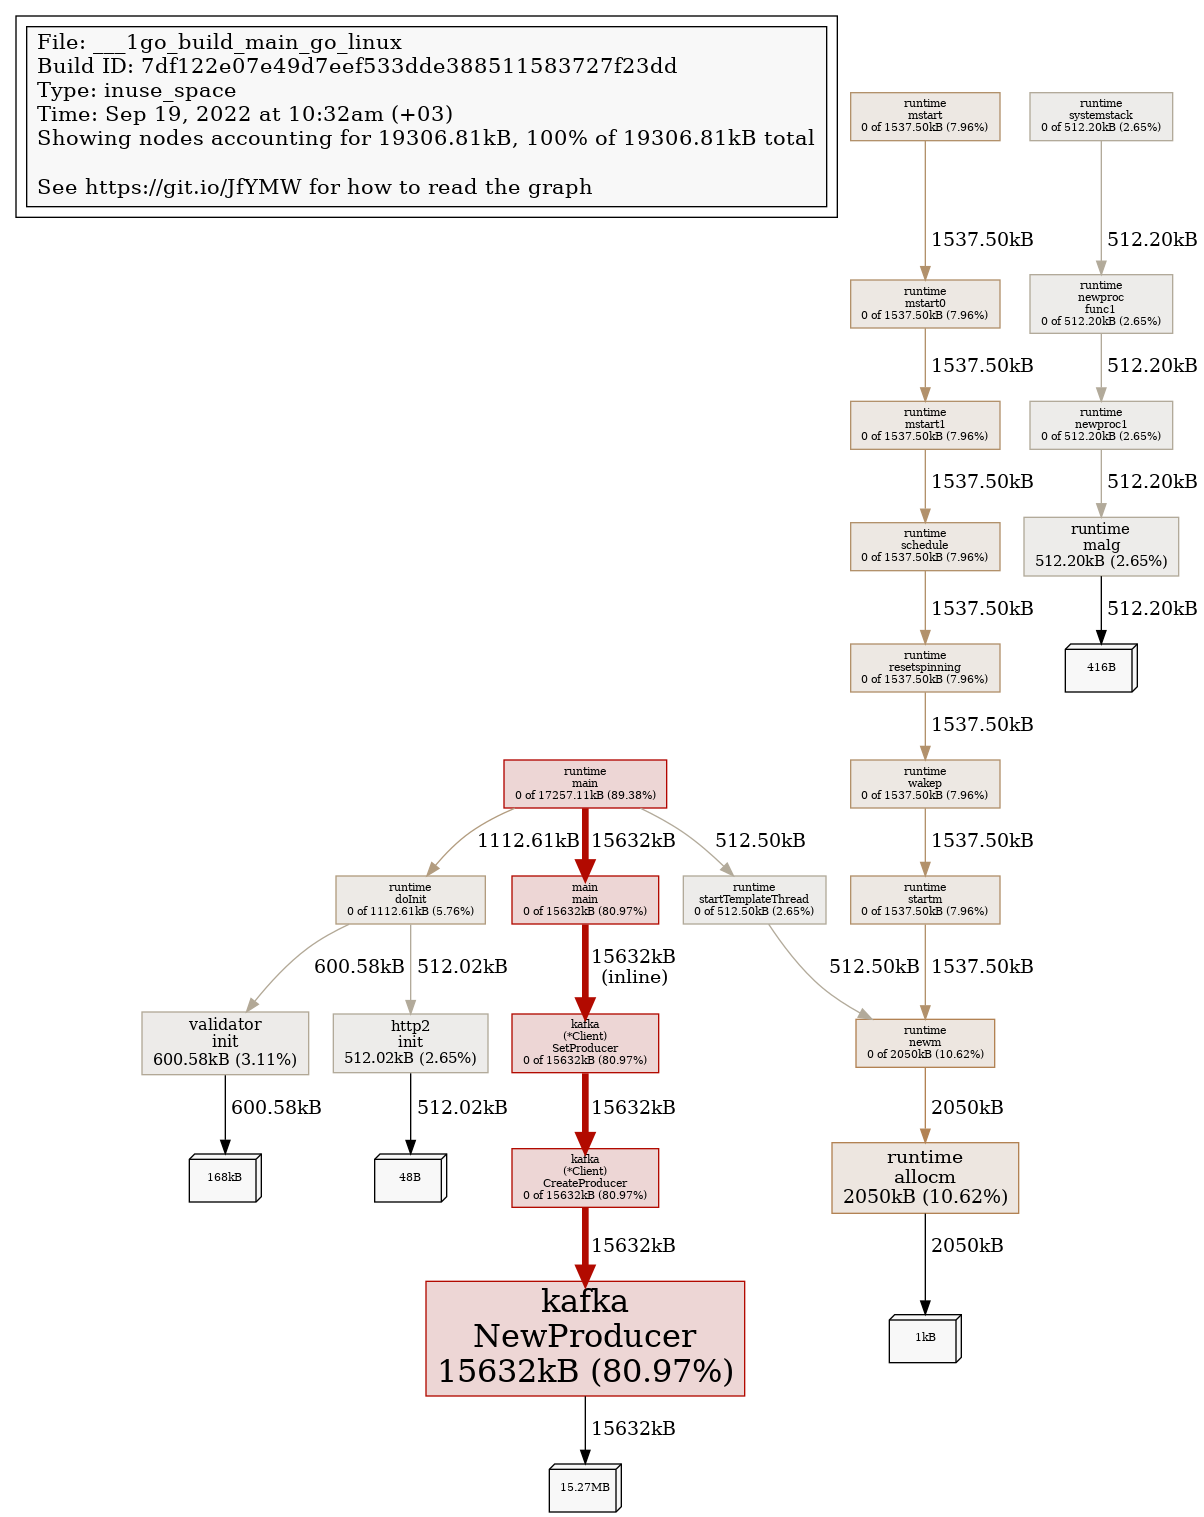 File: ___1go_build_main_go_linux
Build ID: 7df122e07e49d7eef533dde388511583727f23dd
Type: inuse_space
Time: Sep 19, 2022 at 10:32am (+03)
Showing nodes accounting for 19306.81kB, 100% of 19306.81kB total
See https://git.io/JfYMW for how to read the graph
runtime
mstart
0 of 1537.50kB (7.96%)
runtime
systemstack
0 of 512.20kB (2.65%)
1537.50kB
512.20kB
runtime
mstart0
0 of 1537.50kB (7.96%)
runtime
newproc
func1
0 of 512.20kB (2.65%)
1537.50kB
512.20kB
runtime
mstart1
0 of 1537.50kB (7.96%)
runtime
newproc1
0 of 512.20kB (2.65%)
1537.50kB
512.20kB
runtime
schedule
0 of 1537.50kB (7.96%)
runtime
malg
512.20kB (2.65%)
1537.50kB
512.20kB
runtime
resetspinning
0 of 1537.50kB (7.96%)
416B
1537.50kB
runtime
main
0 of 17257.11kB (89.38%)
runtime
wakep
0 of 1537.50kB (7.96%)
1112.61kB
15632kB
512.50kB
1537.50kB
runtime
doInit
0 of 1112.61kB (5.76%)
main
main
0 of 15632kB (80.97%)
runtime
startTemplateThread
0 of 512.50kB (2.65%)
runtime
startm
0 of 1537.50kB (7.96%)
600.58kB
512.02kB
15632kB
(inline)
512.50kB
1537.50kB
validator
init
600.58kB (3.11%)
http2
init
512.02kB (2.65%)
kafka
(*Client)
SetProducer
0 of 15632kB (80.97%)
runtime
newm
0 of 2050kB (10.62%)
600.58kB
512.02kB
15632kB
2050kB
168kB
48B
kafka
(*Client)
CreateProducer
0 of 15632kB (80.97%)
runtime
allocm
2050kB (10.62%)
15632kB
2050kB
kafka
NewProducer
15632kB (80.97%)
1kB
15632kB
15.27MB